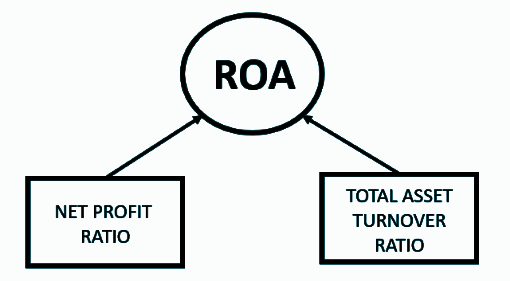 ROA
NET PROFIT
RATIO
TOTAL ASSET
TURNOVER
RATIO